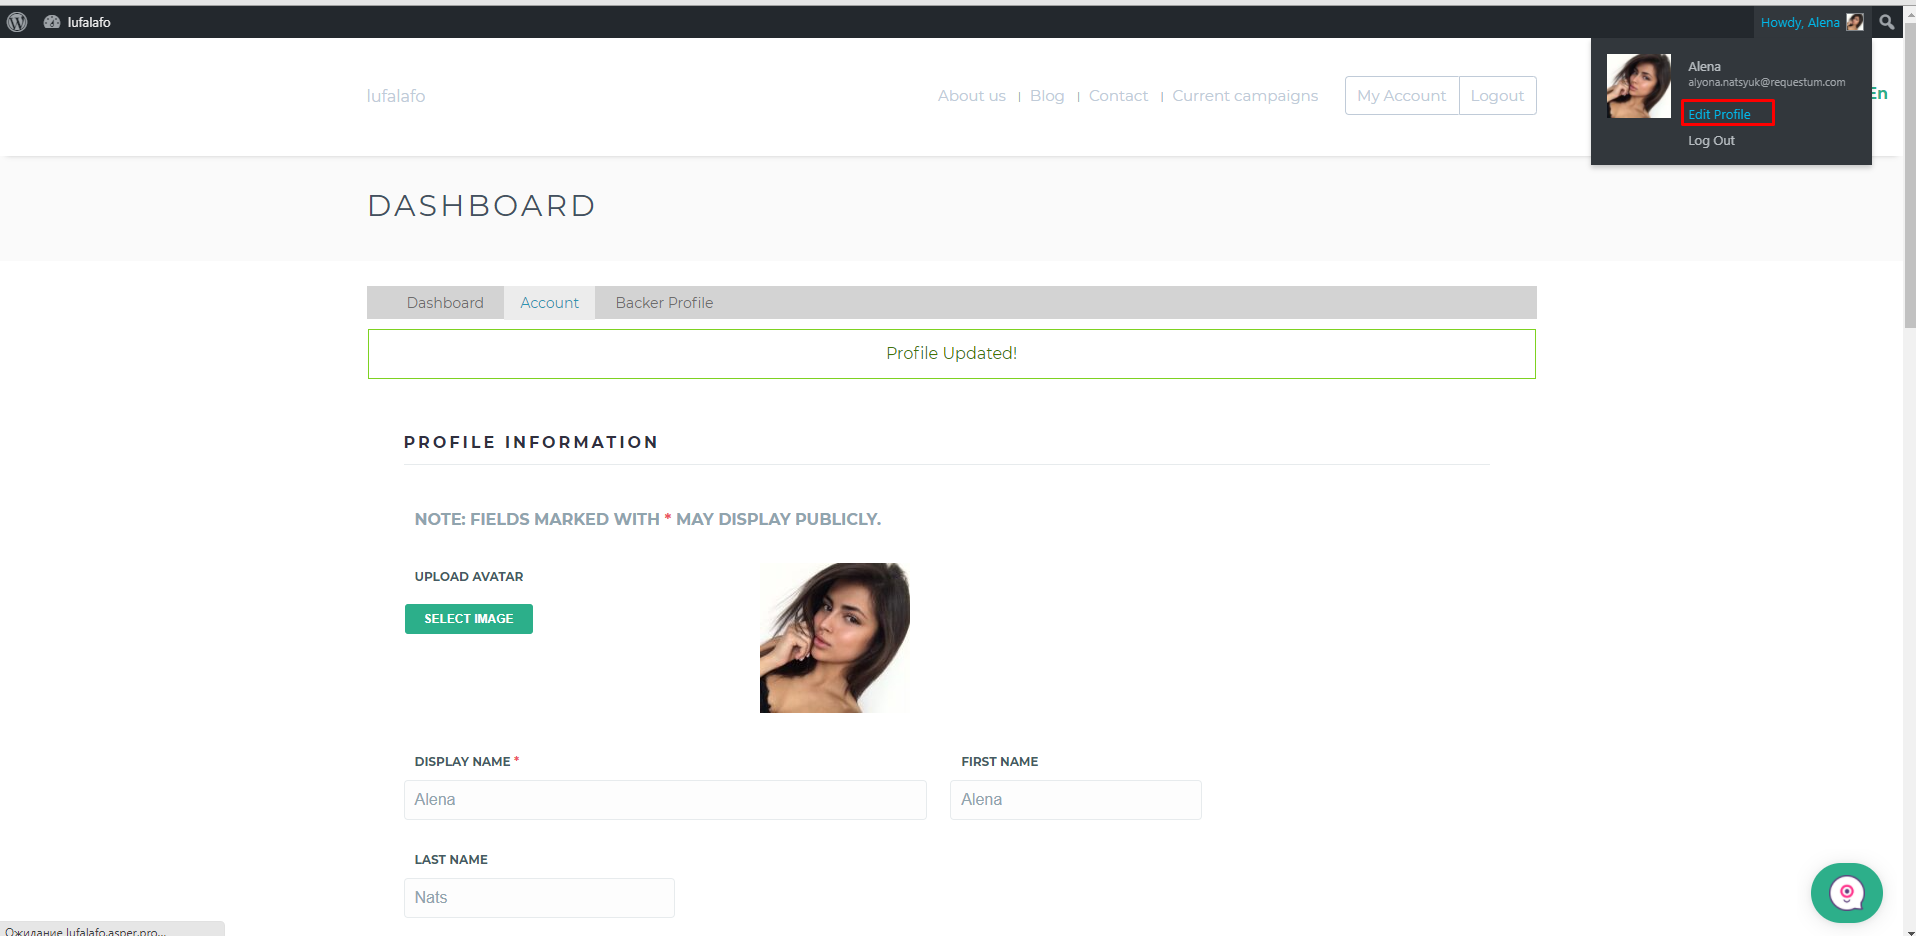 lufalafo
Howdy, Alena
Alena
alyona.natsyuk@requestum.com
Edit Profile
Log Out
lufalafo
About us | Blog | Contact | Current campaigns
My Account Logout
En
DASHBOARD
Dashboard Account Backer Profile
Profile Updated!
PROFILE INFORMATION
NOTE: FIELDS MARKED WITH * MAY DISPLAY PUBLICLY.
UPLOAD AVATAR
SELECT IMAGE
DISPLAY NAME * FIRST NAME
Alena Alena
LAST NAME
Nats
Ожидание lufalafo.asper.pro...